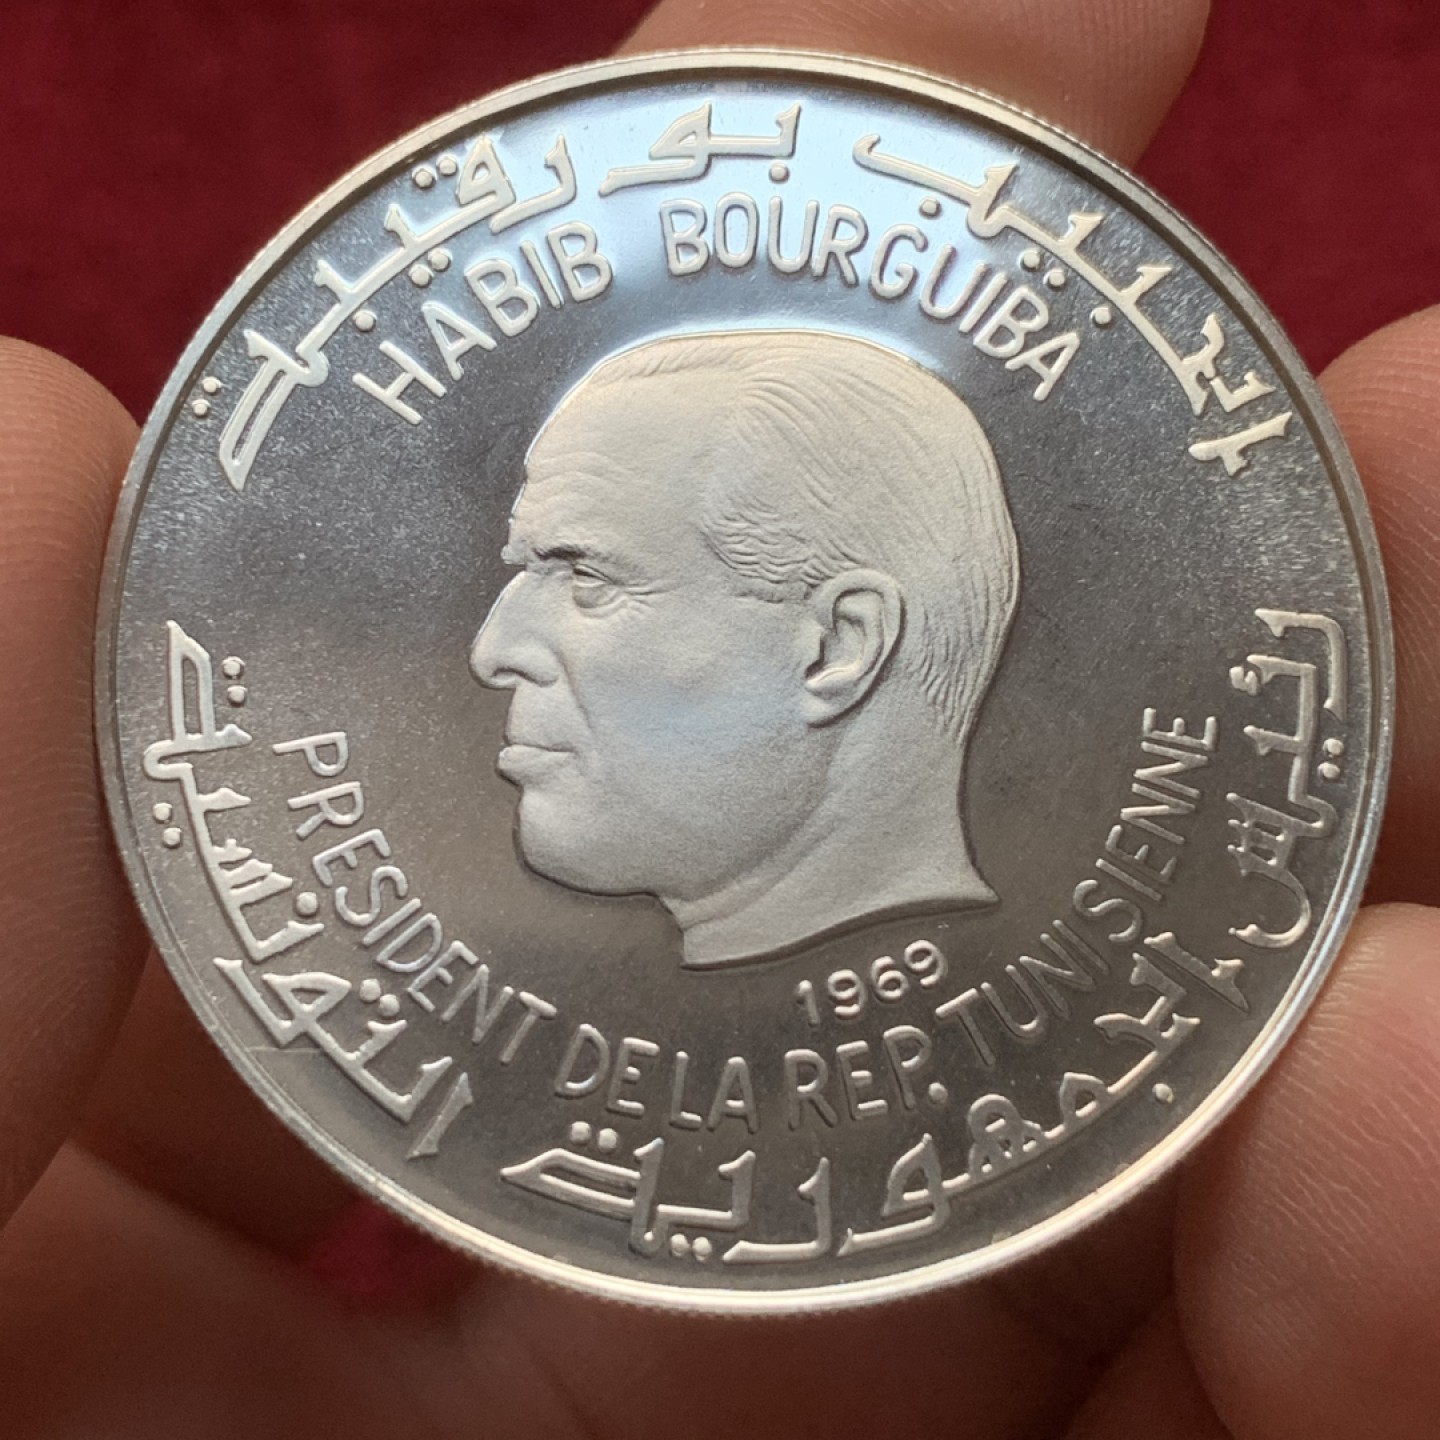 الحبيب بورقيبة
HABIB BOURGUIBA
1969
PRESIDENT DE LA REP. TUNISIENNE
رئيس الجمهورية التونسية